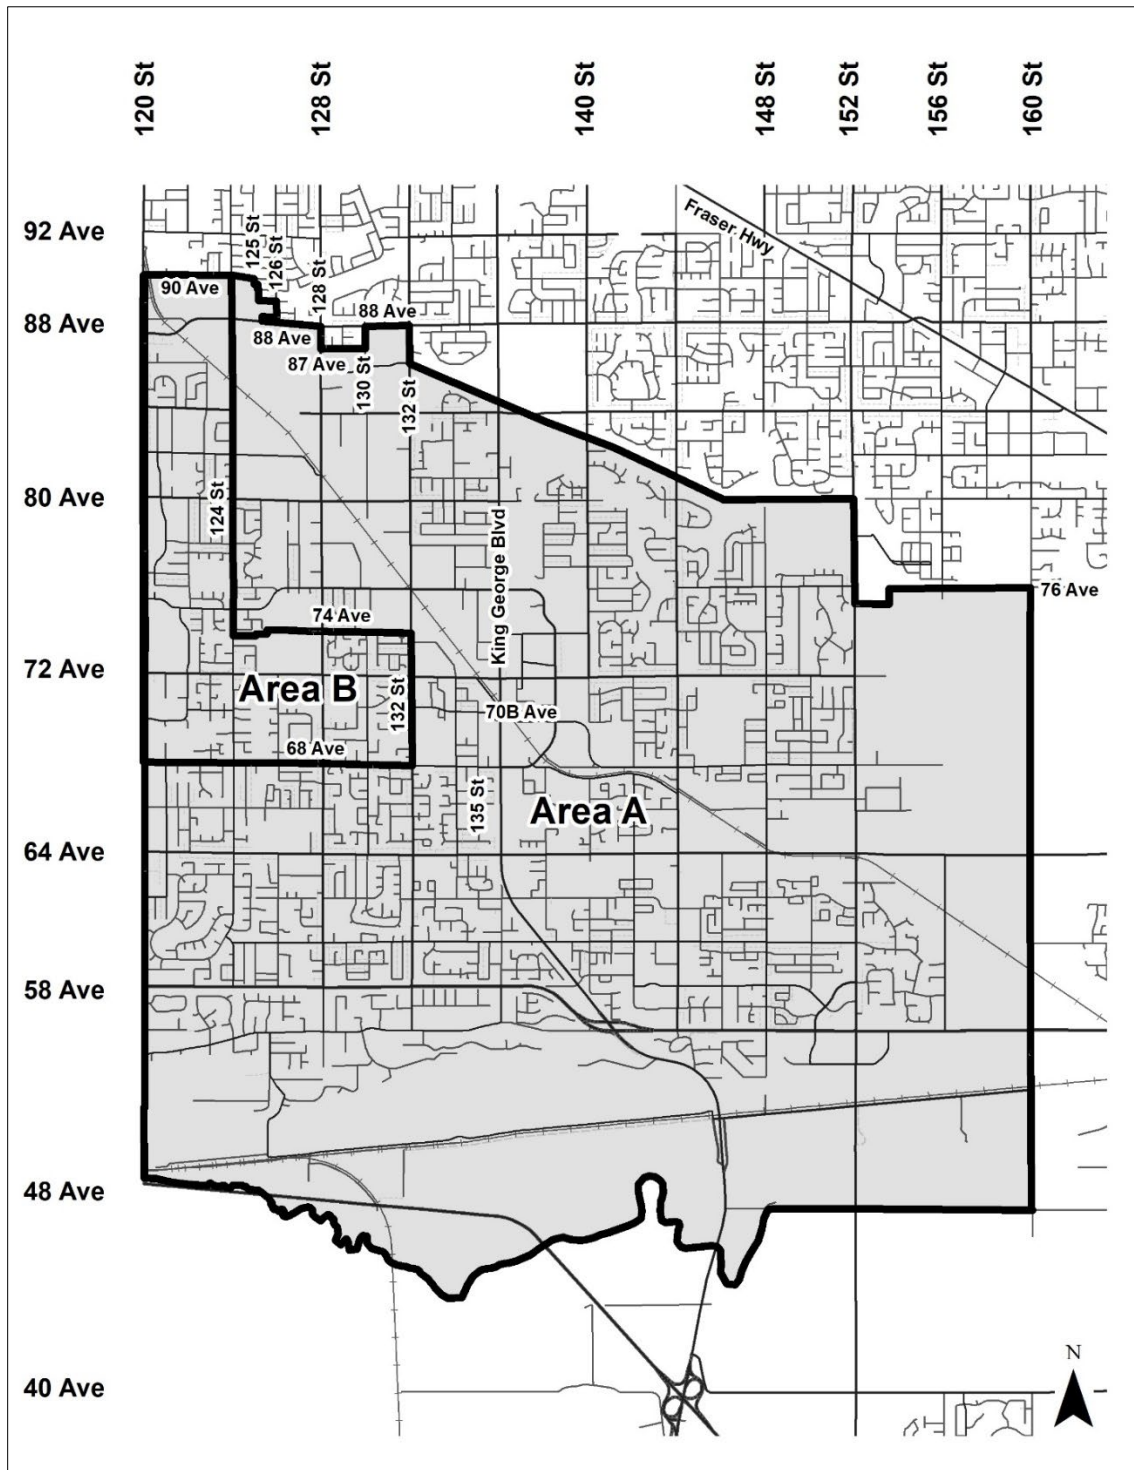 120 St
128 St
140 St
148 St
152 St
156 St
160 St
92 Ave
Fraser Hwy
125 St
126 St
128 St
90 Ave
88 Ave
88 Ave
88 Ave
87 Ave
130 St
132 St
80 Ave
124 St
King George Blvd
76 Ave
74 Ave
72 Ave
Area B
132 St
70B Ave
68 Ave
135 St
Area A
64 Ave
58 Ave
48 Ave
N
40 Ave